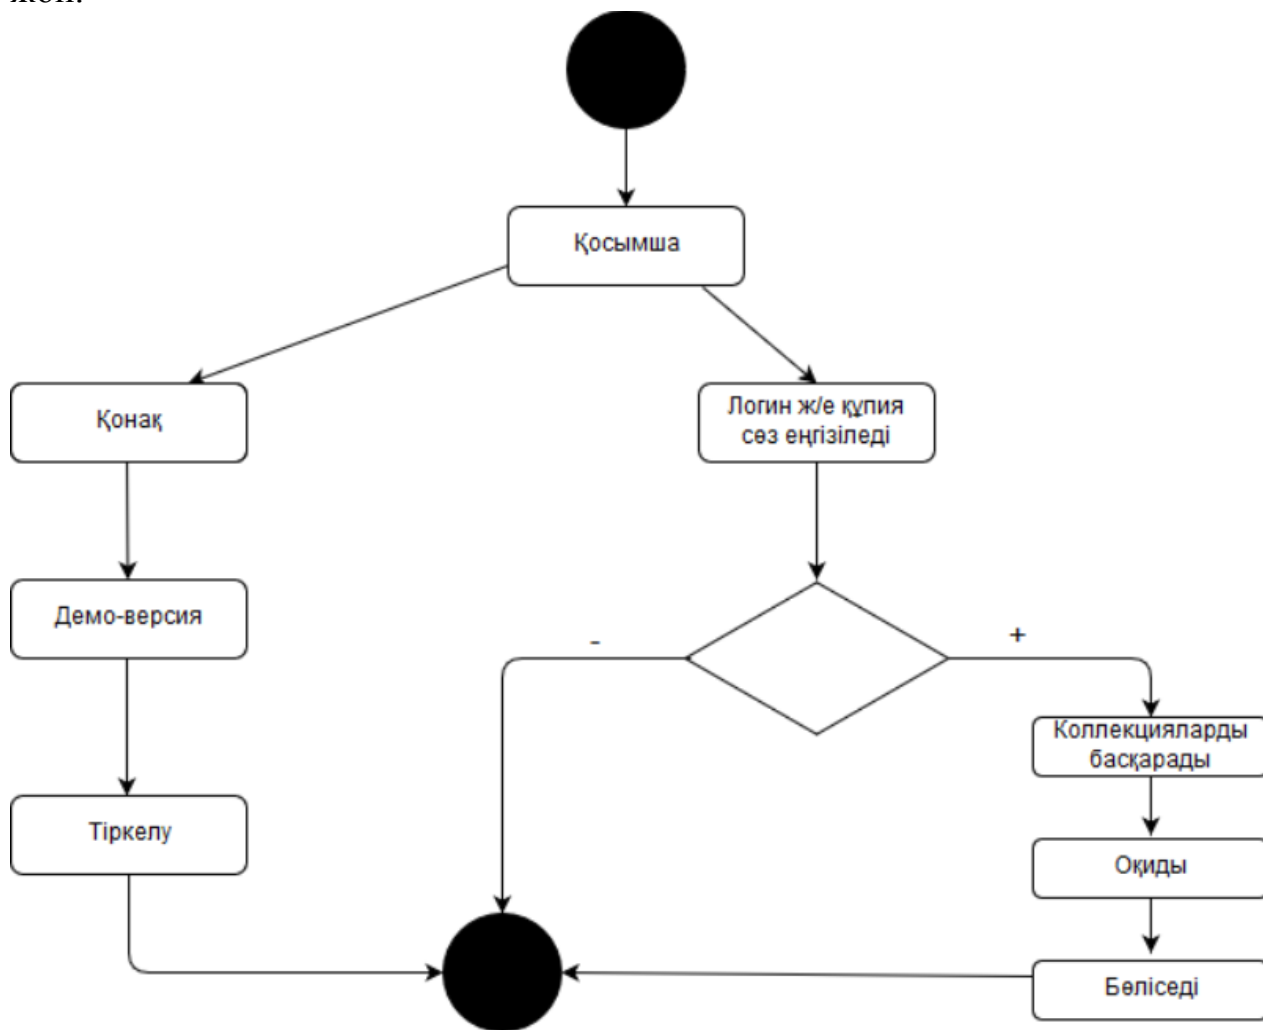 Қосымша
Қонақ
Логин ж/е құпия
сөз еңгізіледі
Демо-версия
-
+
Коллекцияларды
басқарады
Тіркелу
Оқиды
Бөліседі